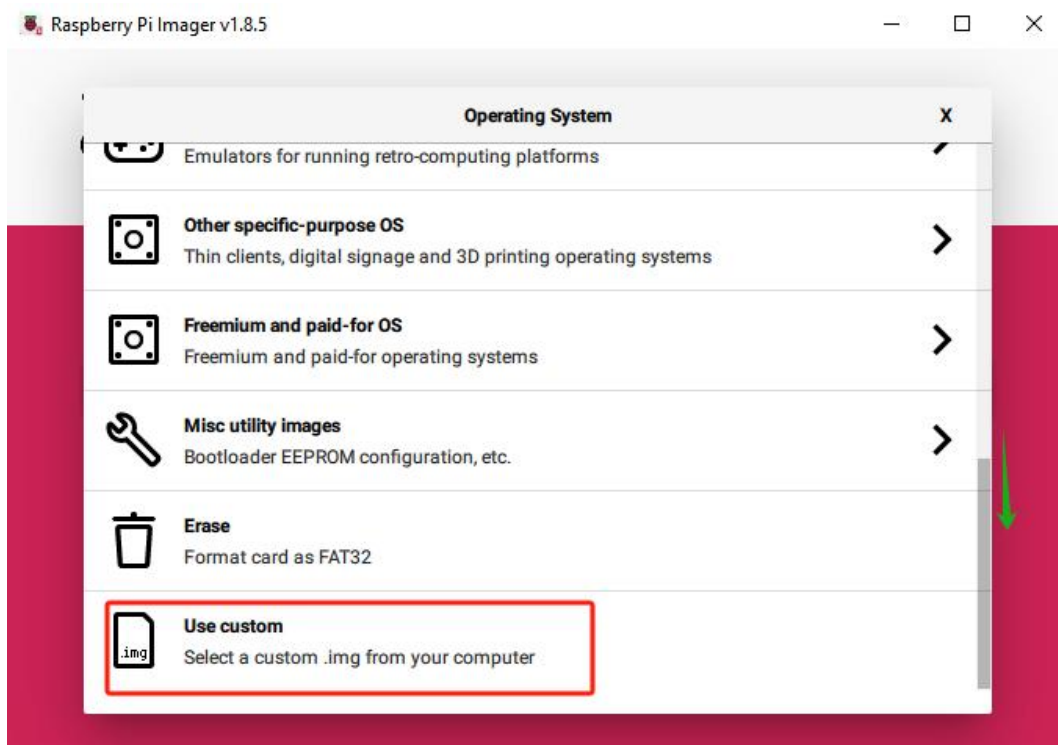 Raspberry Pi Imager v1.8.5
Operating System
X
Emulators for running retro-computing platforms
Other specific-purpose OS
Thin clients, digital signage and 3D printing operating systems
Freemium and paid-for OS
Freemium and paid-for operating systems
Misc utility images
Bootloader EEPROM configuration, etc.
Erase
Format card as FAT32
Use custom
.img
Select a custom .img from your computer